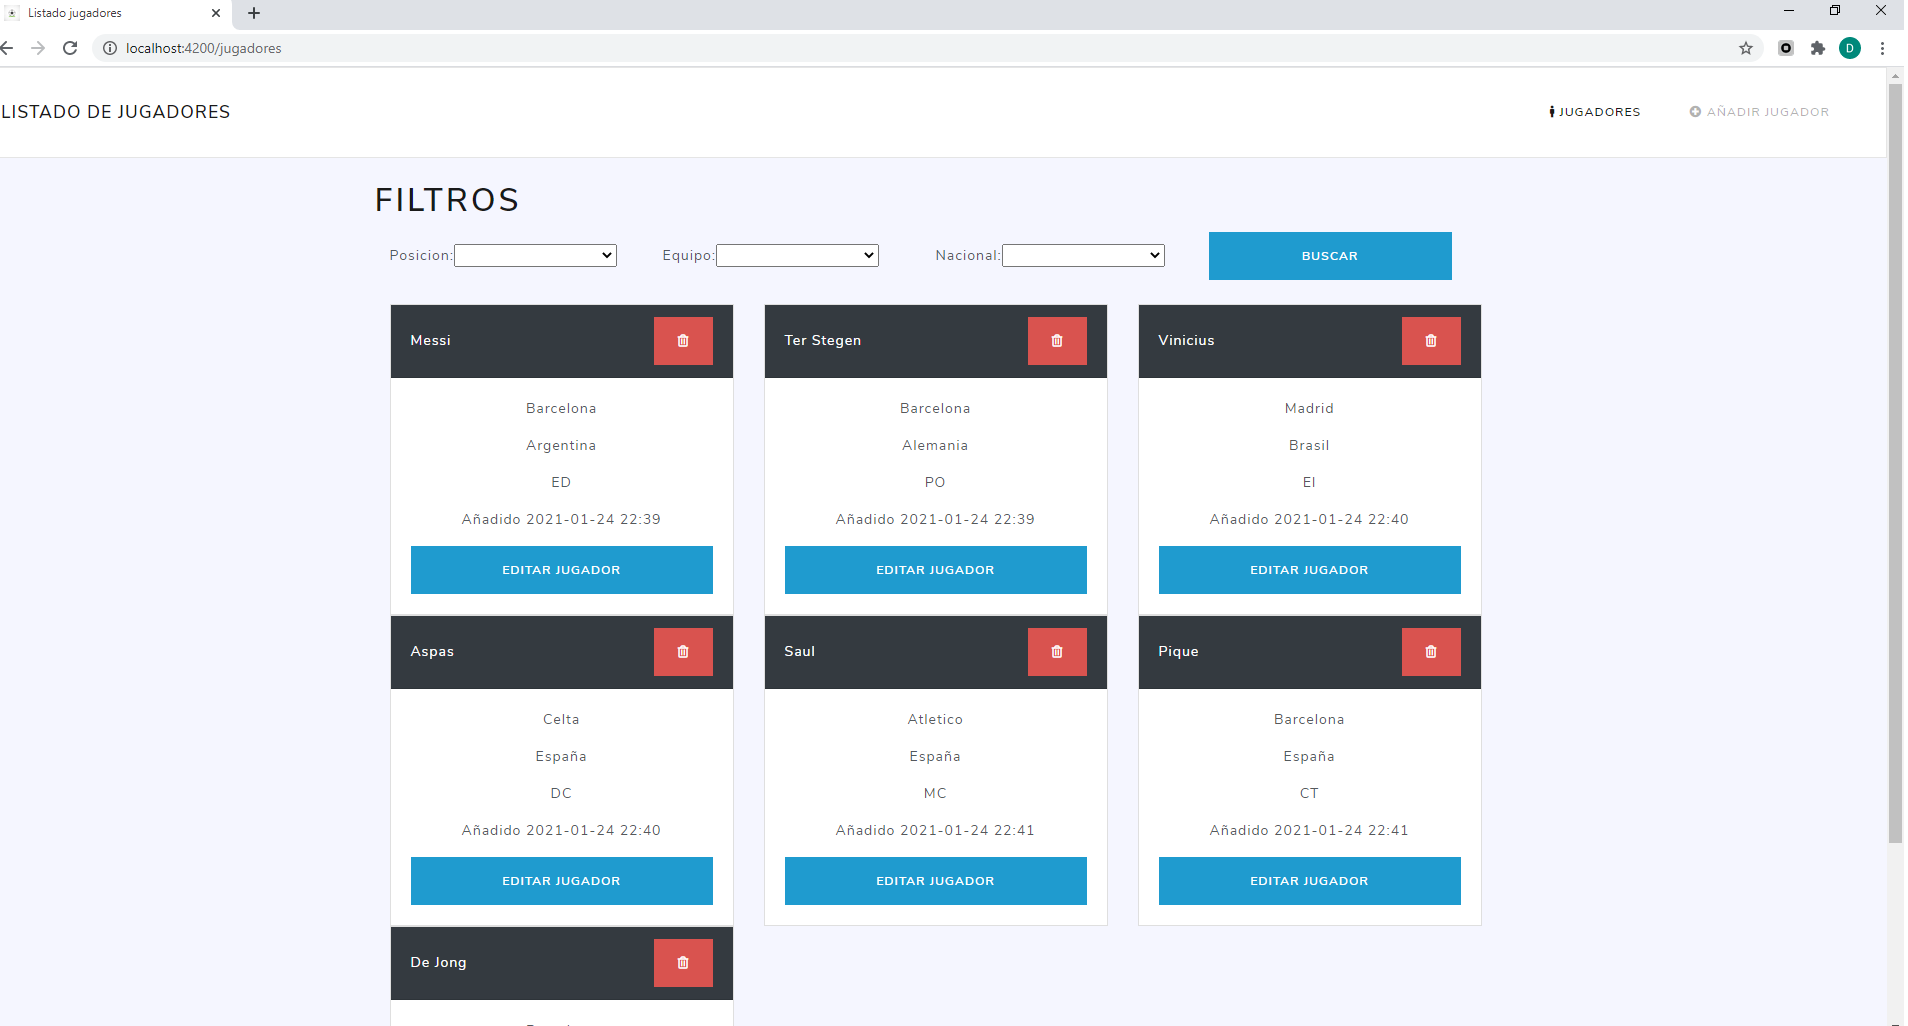 Listado jugadores
localhost:4200/jugadores
D
LISTADO DE JUGADORES
JUGADORES
AÑADIR JUGADOR
FILTROS
Posicion:
Equipo:
Nacional:
BUSCAR
Messi
Barcelona
Argentina
ED
Añadido 2021-01-24 22:39
EDITAR JUGADOR
Ter Stegen
Barcelona
Alemania
PO
Añadido 2021-01-24 22:39
EDITAR JUGADOR
Vinicius
Madrid
Brasil
EI
Añadido 2021-01-24 22:40
EDITAR JUGADOR
Aspas
Celta
España
DC
Añadido 2021-01-24 22:40
EDITAR JUGADOR
Saul
Atletico
España
MC
Añadido 2021-01-24 22:41
EDITAR JUGADOR
Pique
Barcelona
España
CT
Añadido 2021-01-24 22:41
EDITAR JUGADOR
De Jong